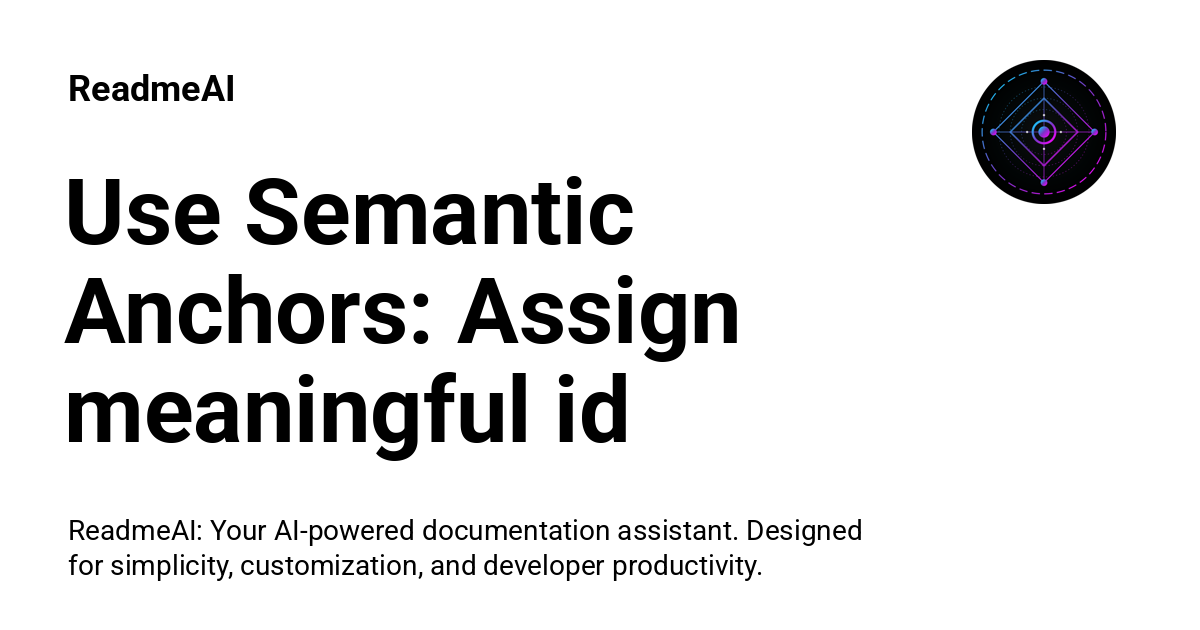 ReadmeAI
Use Semantic
Anchors: Assign
meaningful id
ReadmeAI: Your AI-powered documentation assistant. Designed
for simplicity, customization, and developer productivity.